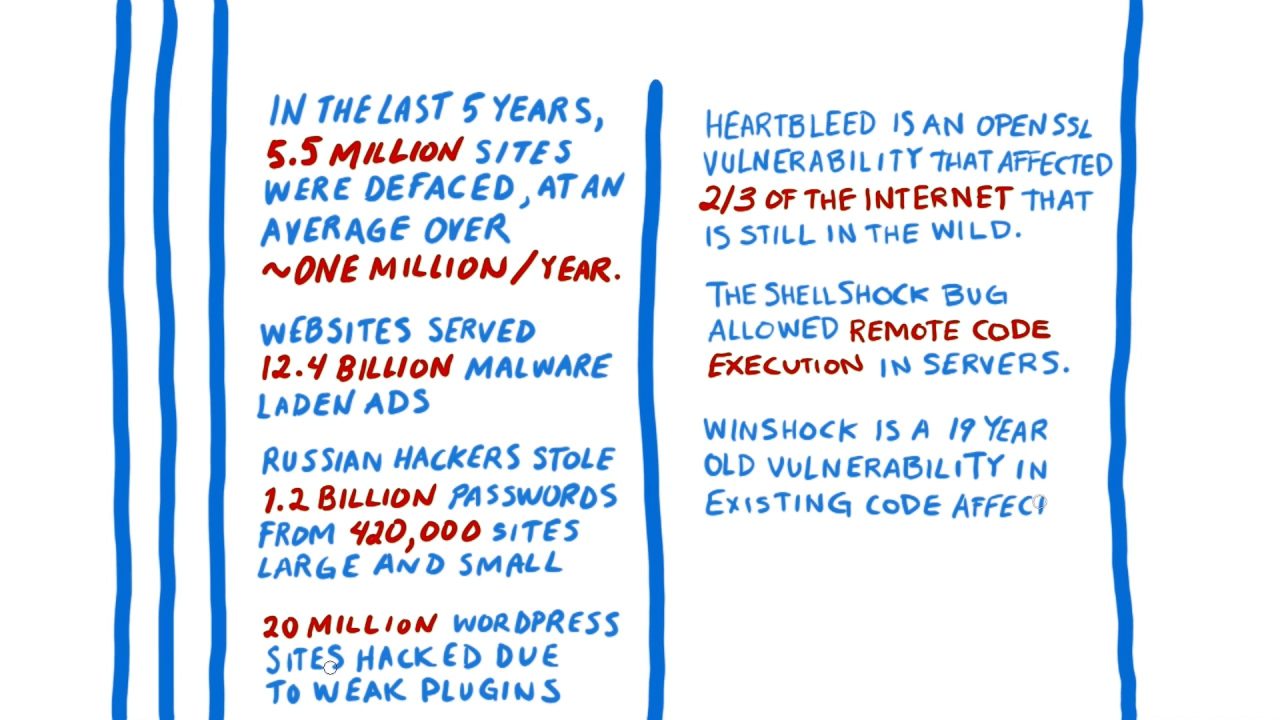 IN THE LAST 5 YEARS,
5.5 MILLION SITES
WERE DEFACED, AT AN
AVERAGE OVER
~ONE MILLION/YEAR.
WEBSITES SERVED
12.4 BILLION MALWARE
LADEN ADS
RUSSIAN HACKERS STOLE
1.2 BILLION PASSWORDS
FROM 420,000 SITES
LARGE AND SMALL
20 MILLION WORDPRESS
SITES HACKED DUE
TO WEAK PLUGINS
HEARTBLEED IS AN OPENSSL
VULNERABILITY THAT AFFECTED
2/3 OF THE INTERNET THAT
IS STILL IN THE WILD.
THE SHELLSHOCK BUG
ALLOWED REMOTE CODE
EXECUTION IN SERVERS.
WINSHOCK IS A 19 YEAR
OLD VULNERABILITY IN
EXISTING CODE